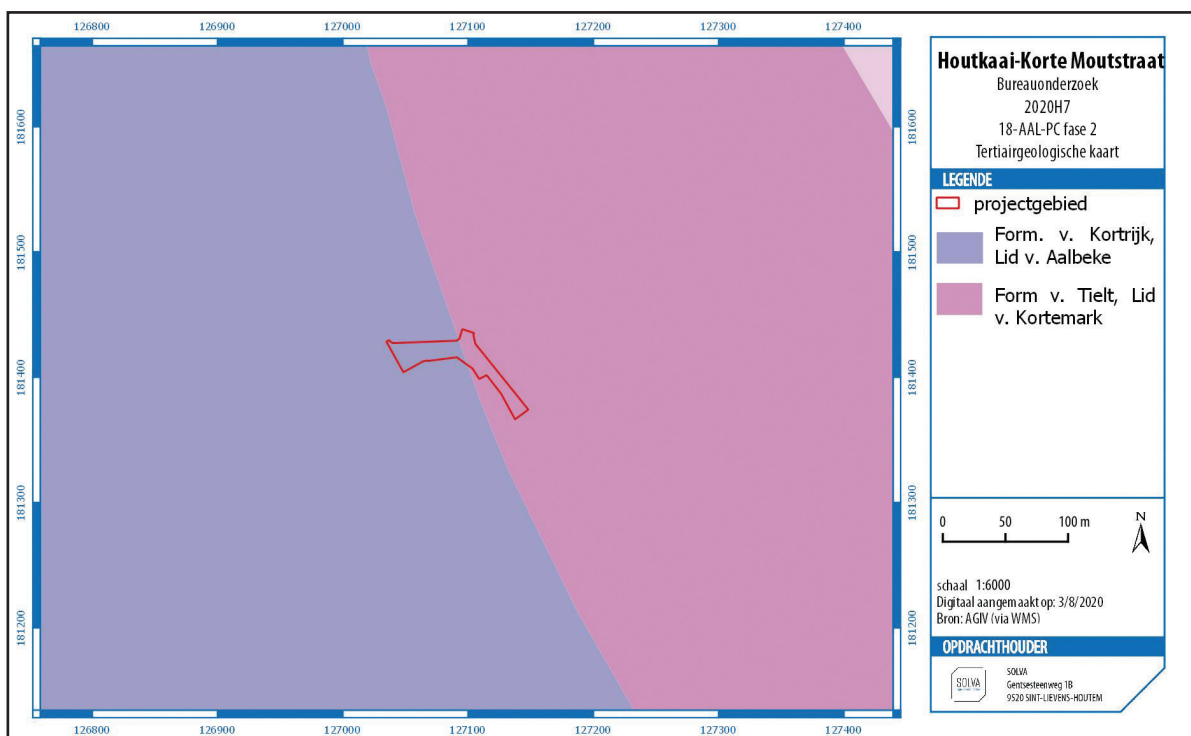 126800 126900 127000 127100 127200 127300 127400
181600 181600
181500 181500
181400 181400
181300 181300
181200 181200
126800 126900 127000 127100 127200 127300 127400
Houtkaai-Korte Moutstraat
Bureauonderzoek
2020H7
18-AAL-PC fase 2
Tertiairgeologische kaart
LEGENDE
projectgebied
Form. v. Kortrijk,
Lid v. Aalbeke
Form v. Tielt, Lid
v. Kortemark
0 50 100 m
N
schaal 1:6000
Digitaal aangemaakt op: 3/8/2020
Bron: AGIV (via WMS)
OPDRACHTHOUDER
SOLVA
SOLVA
Gentsesteenweg 1B
9520 SINT-LIEVENS-HOUTEM